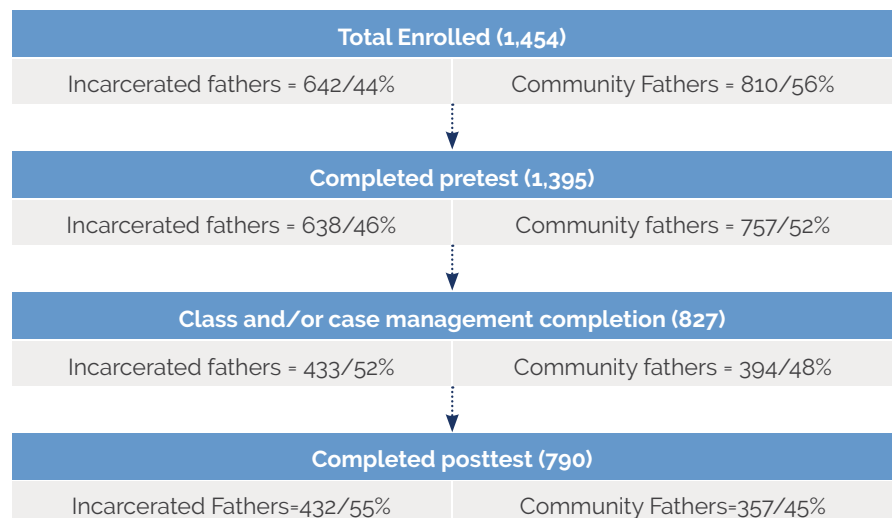 Total Enrolled (1,454)
Incarcerated fathers = 642/44%
Community Fathers = 810/56%
Completed pretest (1,395)
Incarcerated fathers = 638/46%
Community fathers = 757/52%
Class and/or case management completion (827)
Incarcerated fathers = 433/52%
Community fathers = 394/48%
Completed posttest (790)
Incarcerated Fathers=432/55%
Community Fathers=357/45%